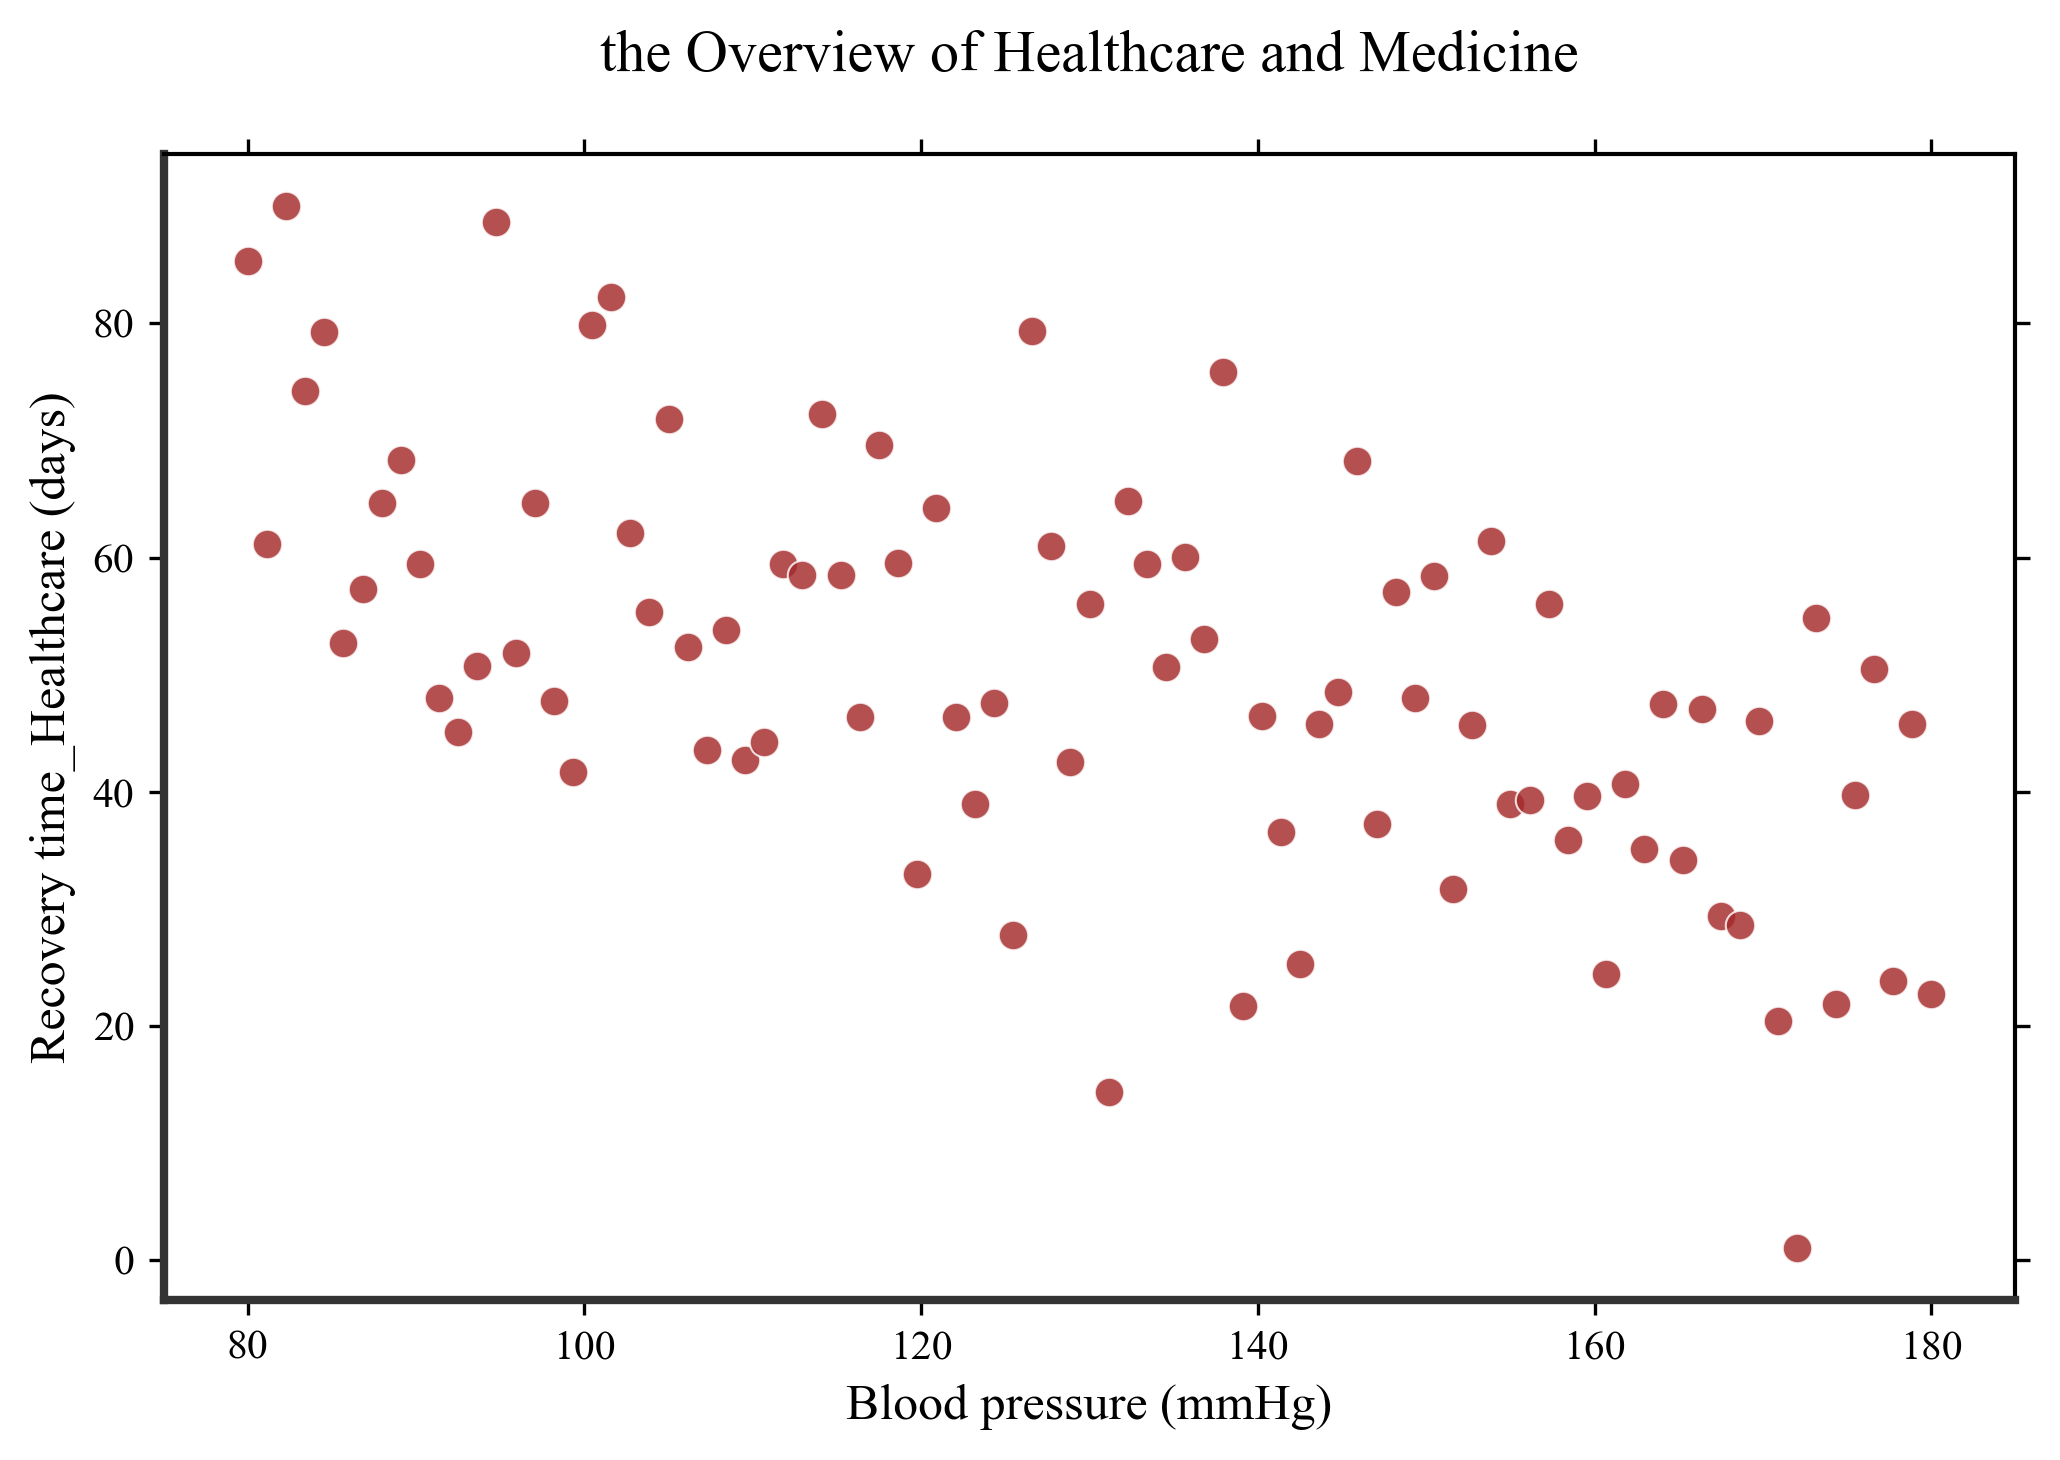 the Overview of Healthcare and Medicine
Recovery time_Healthcare (days)
80
60
40
20
0
80 100 120 140 160 180
Blood pressure (mmHg)